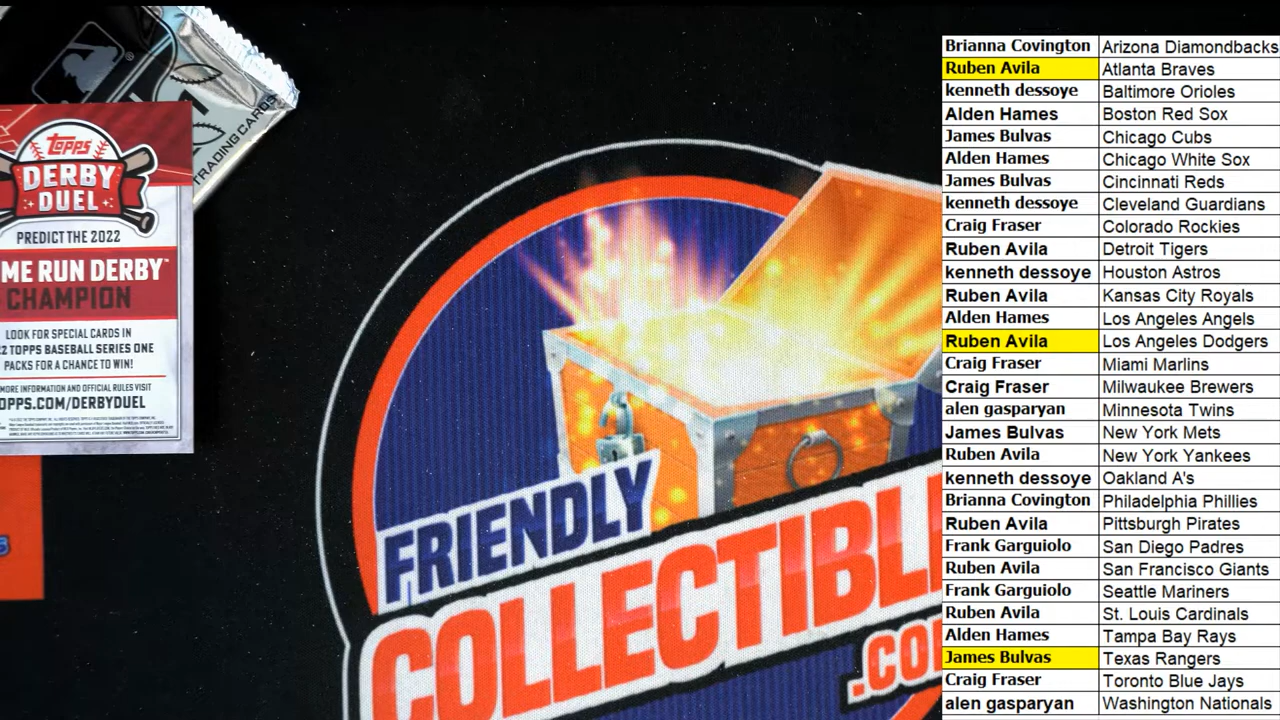 TRADING CARDS
Topps
DERBY
DUEL
PREDICT THE 2022
ME RUN DERBY™
CHAMPION
LOOK FOR SPECIAL CARDS IN
22 TOPPS BASEBALL SERIES ONE
PACKS FOR A CHANCE TO WIN!
MORE INFORMATION AND OFFICIAL RULES VISIT
OPPS.COM/DERBYDUEL
FRIENDLY
COLLECTIBLE
.CO
Brianna Covington Arizona Diamondbacks
Ruben Avila Atlanta Braves
kenneth dessoye Baltimore Orioles
Alden Hames Boston Red Sox
James Bulvas Chicago Cubs
Alden Hames Chicago White Sox
James Bulvas Cincinnati Reds
kenneth dessoye Cleveland Guardians
Craig Fraser Colorado Rockies
Ruben Avila Detroit Tigers
kenneth dessoye Houston Astros
Ruben Avila Kansas City Royals
Alden Hames Los Angeles Angels
Ruben Avila Los Angeles Dodgers
Craig Fraser Miami Marlins
Craig Fraser Milwaukee Brewers
alen gasparyan Minnesota Twins
James Bulvas New York Mets
Ruben Avila New York Yankees
kenneth dessoye Oakland A's
Brianna Covington Philadelphia Phillies
Ruben Avila Pittsburgh Pirates
Frank Garguiolo San Diego Padres
Ruben Avila San Francisco Giants
Frank Garguiolo Seattle Mariners
Ruben Avila St. Louis Cardinals
Alden Hames Tampa Bay Rays
James Bulvas Texas Rangers
Craig Fraser Toronto Blue Jays
alen gasparyan Washington Nationals